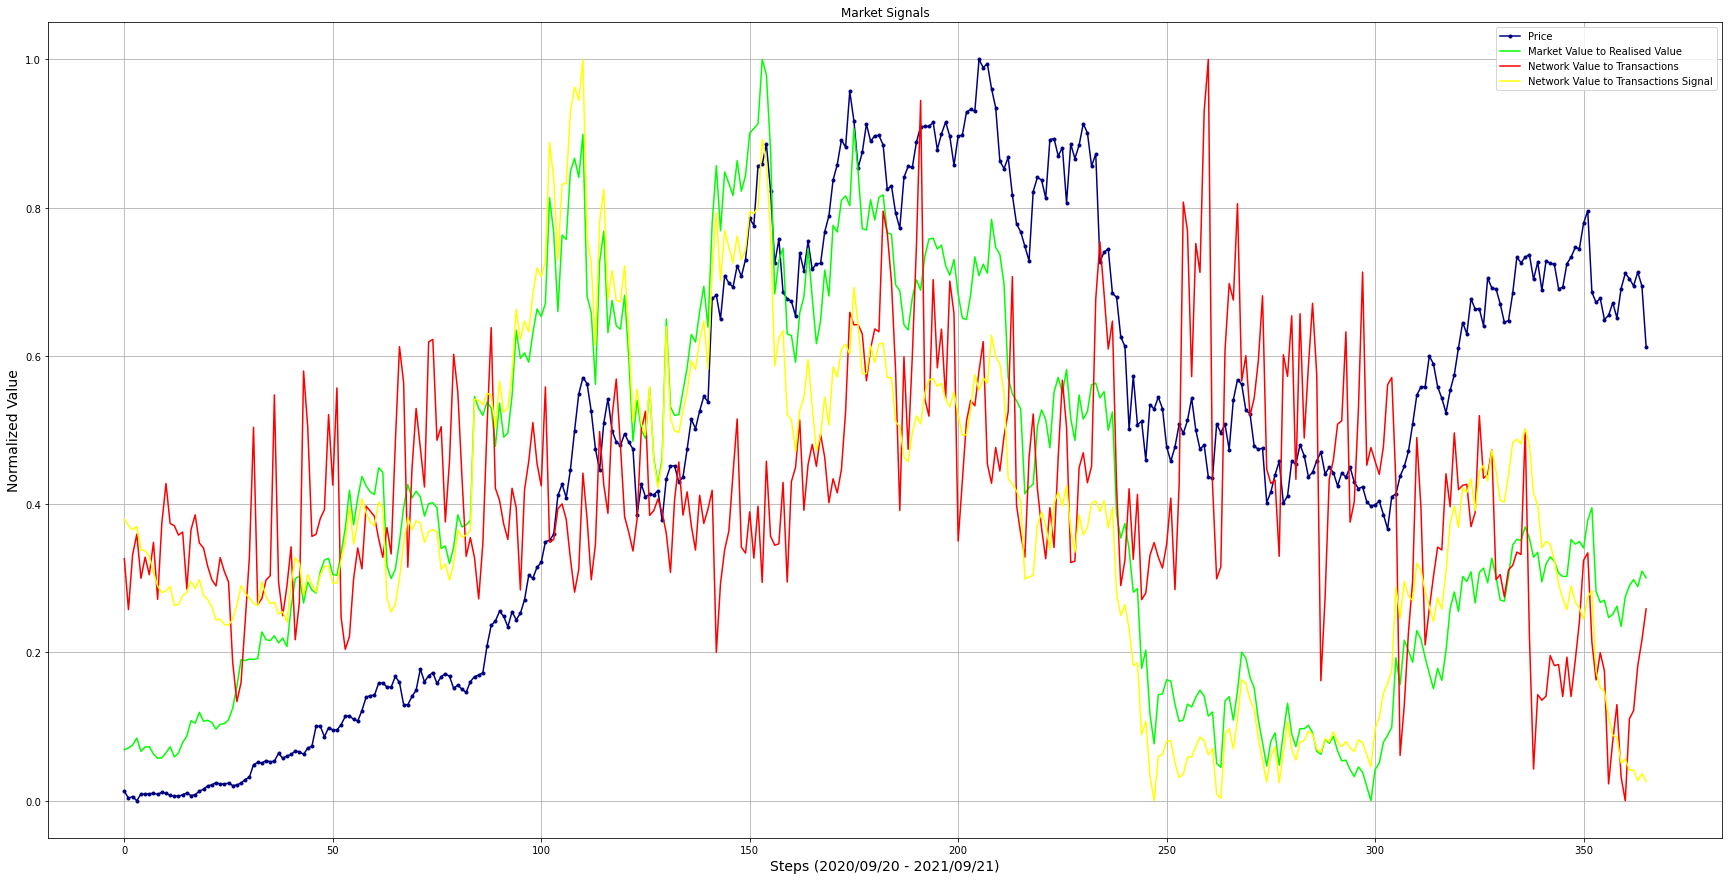 Market Signals
Price
Market Value to Realised Value
Network Value to Transactions
Network Value to Transactions Signal
Normalized Value
1.0
0.8
0.6
0.4
0.2
0.0
0 50 100 150 200 250 300 350
Steps (2020/09/20 - 2021/09/21)